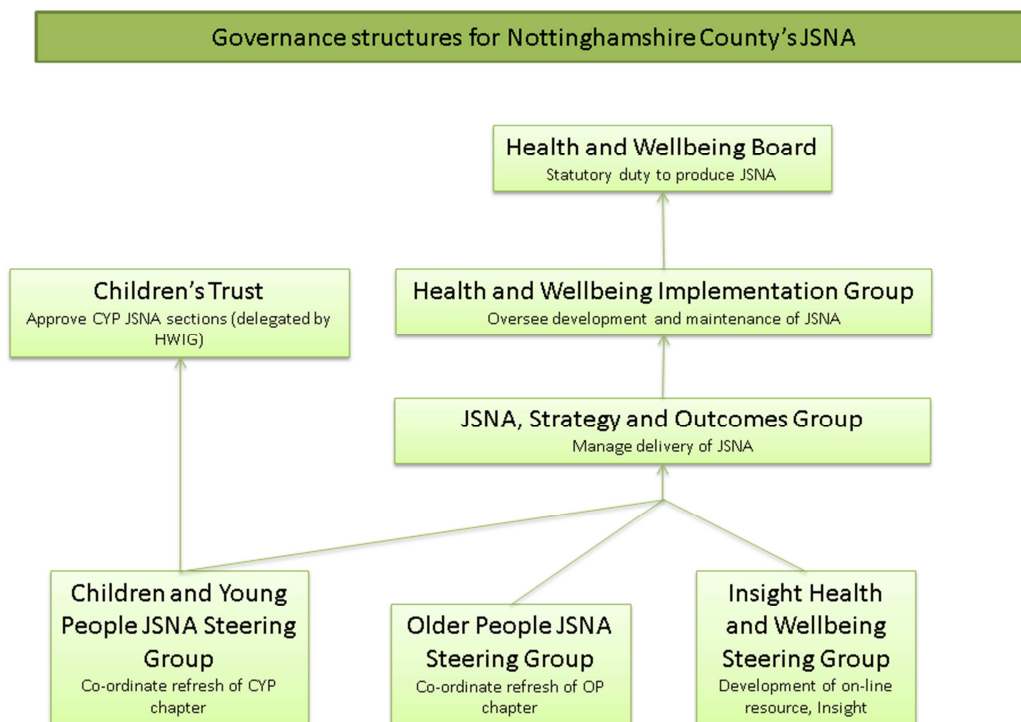 Governance structures for Nottinghamshire County's JSNA
Health and Wellbeing Board
Statutory duty to produce JSNA
Children's Trust
Approve CYP JSNA sections (delegated by
HWIG)
Health and Wellbeing Implementation Group
Oversee development and maintenance of JSNA
JSNA, Strategy and Outcomes Group
Manage delivery of JSNA
Children and Young
People JSNA Steering
Group
Co-ordinate refresh of CYP
chapter
Older People JSNA
Steering Group
Co-ordinate refresh of OP
chapter
Insight Health
and Wellbeing
Steering Group
Development of on-line
resource, Insight